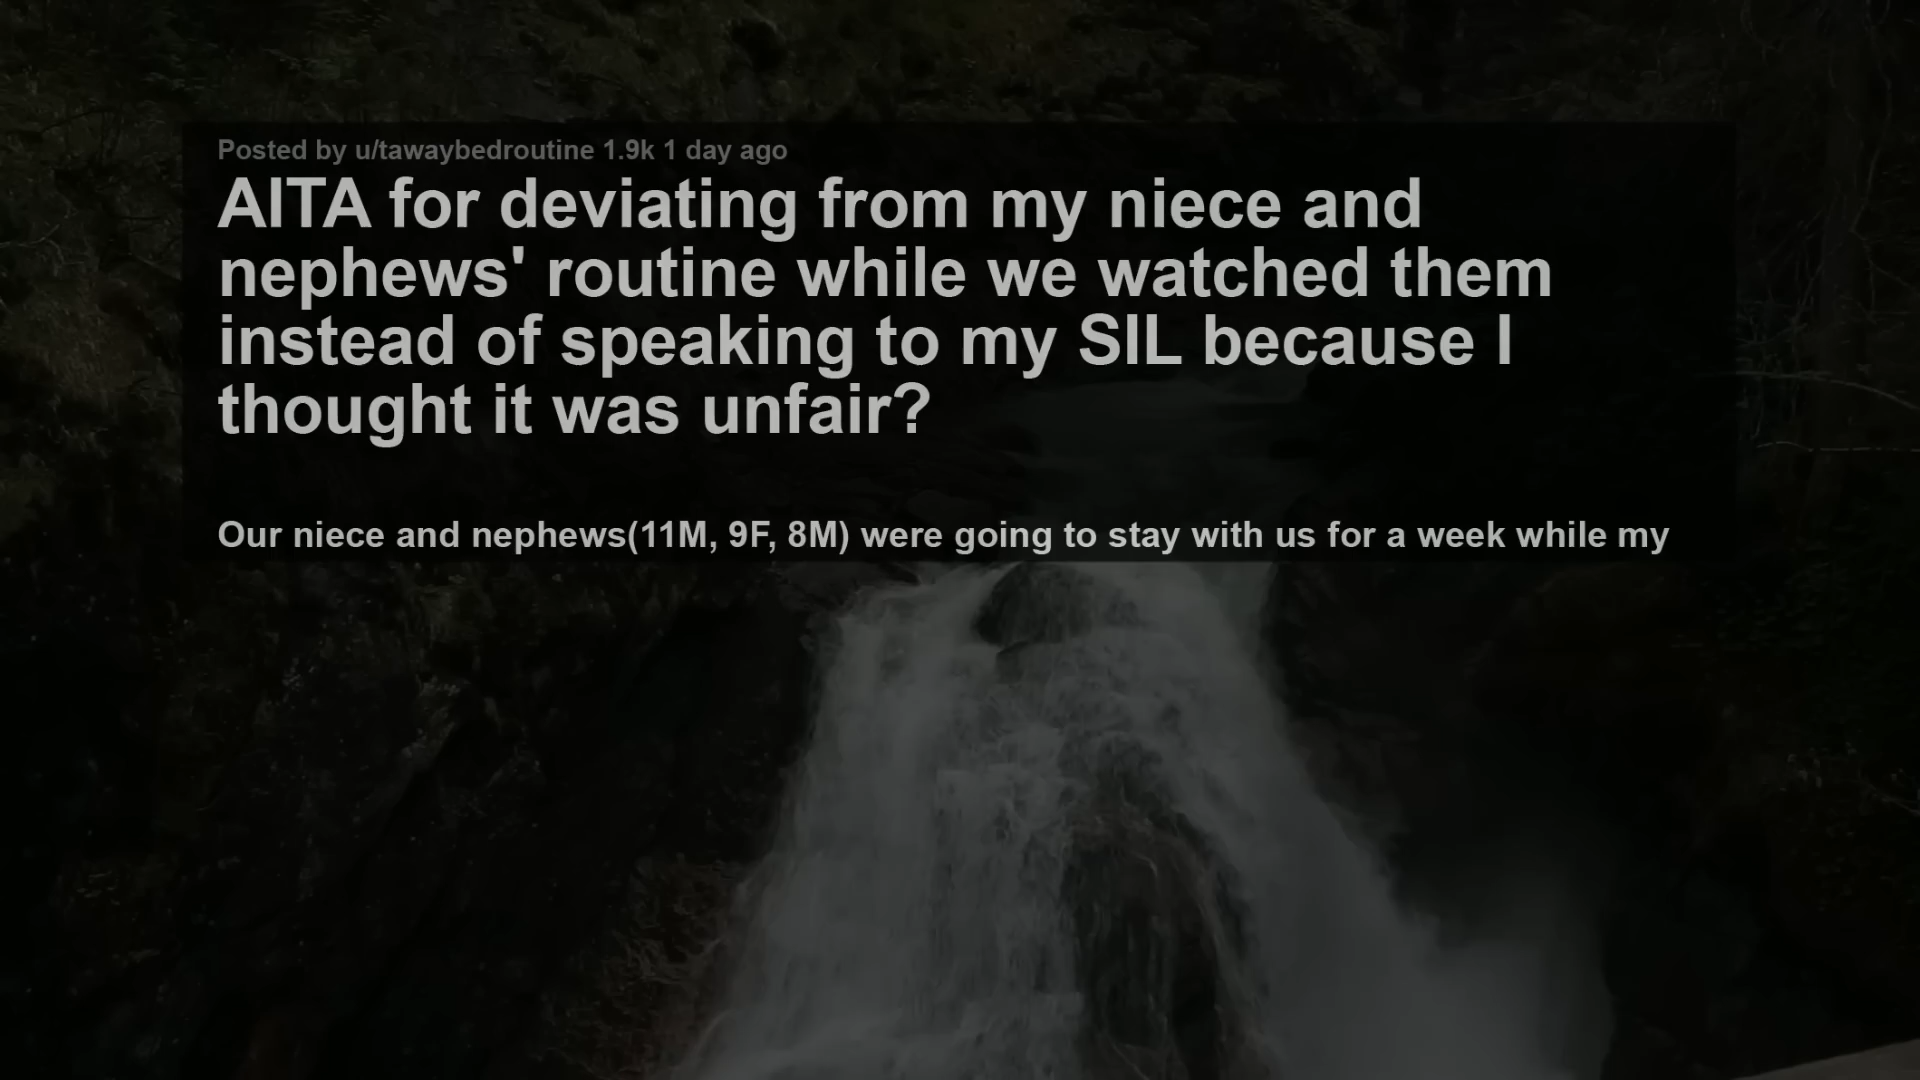 Posted by u/tawaybedroutine 1.9k 1 day ago
AITA for deviating from my niece and
nephews' routine while we watched them
instead of speaking to my SIL because I
thought it was unfair?
Our niece and nephews(11M, 9F, 8M) were going to stay with us for a week while my